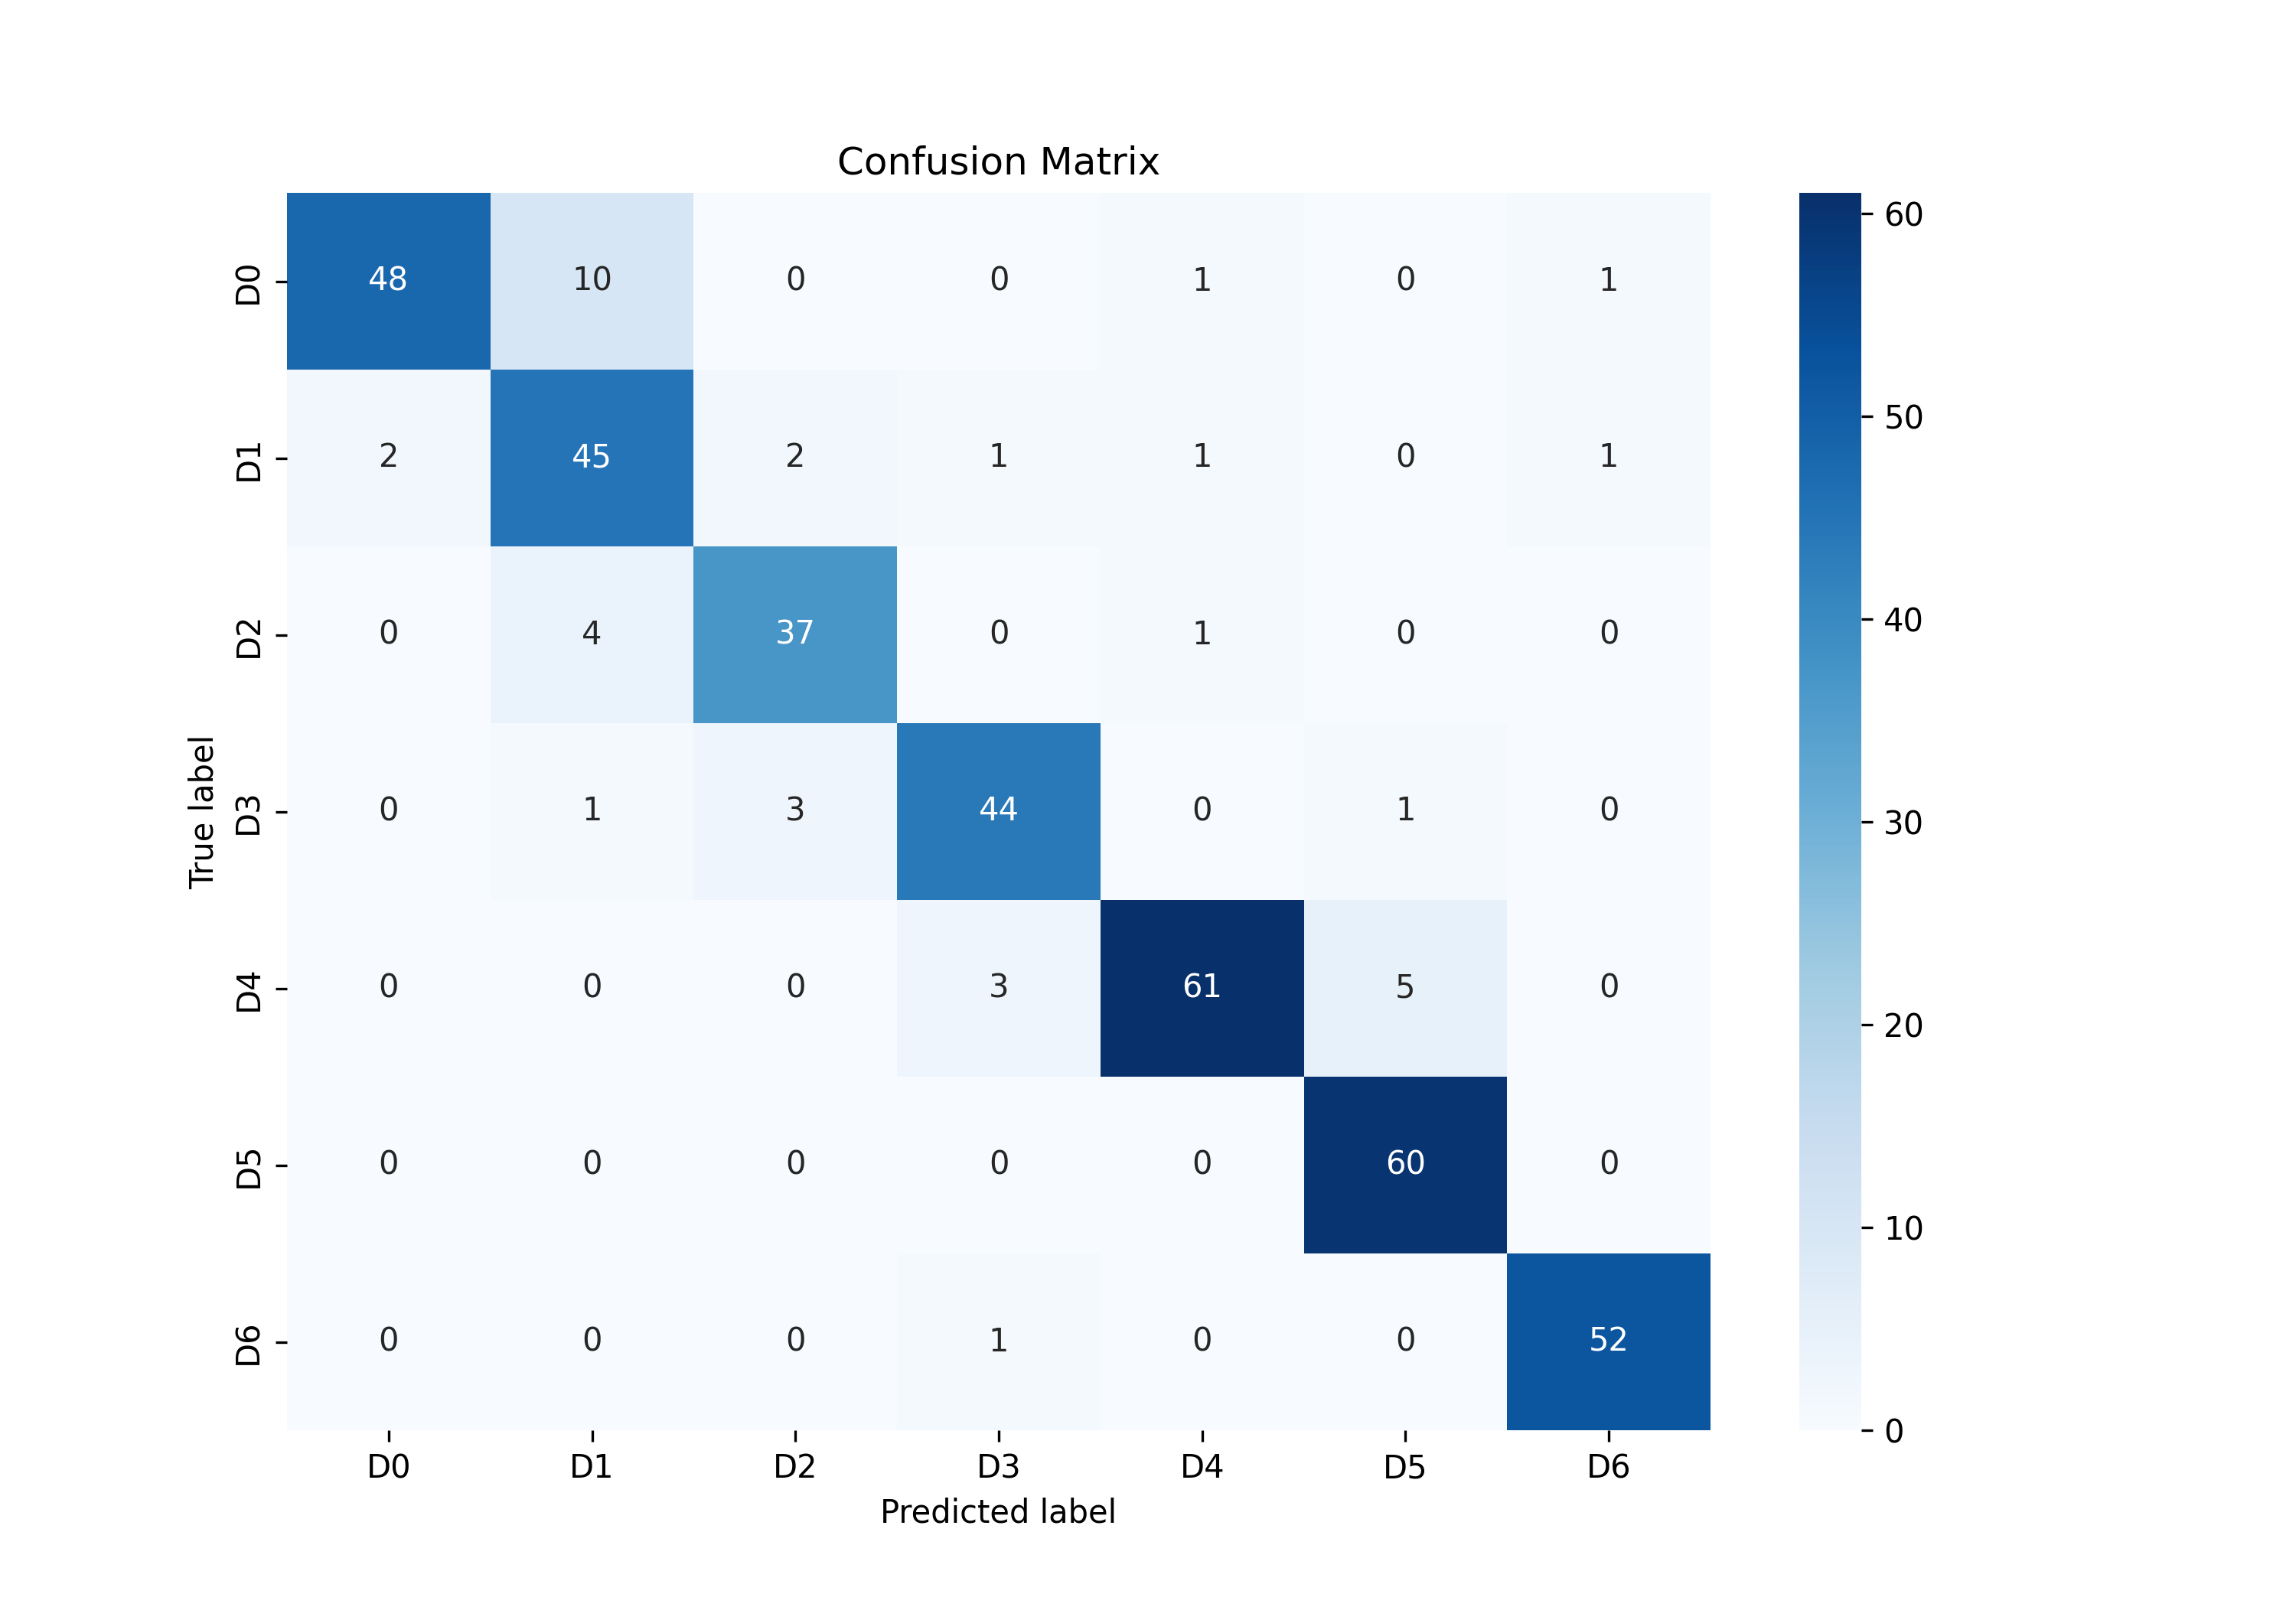 Confusion Matrix
D0 48 10 0 0 1 0 1
D1 2 45 2 1 1 0 1
D2 0 4 37 0 1 0 0
D3 0 1 3 44 0 1 0
D4 0 0 0 3 61 5 0
D5 0 0 0 0 0 60 0
D6 0 0 0 1 0 0 52
D0 D1 D2 D3 D4 D5 D6
Predicted label
True label
60
50
40
30
20
10
0